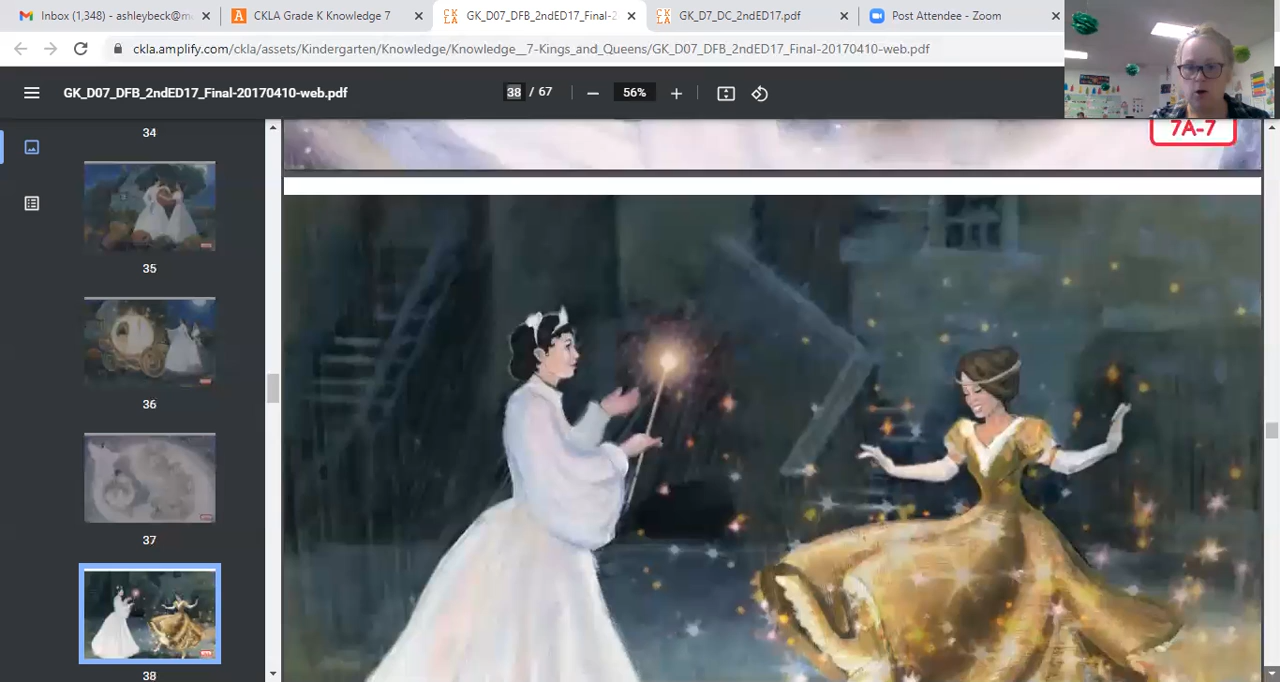 Inbox (1,348) - ashleybeck@m
CKLA Grade K Knowledge 7
GK_D07_DFB_2ndED17_Final-2
GK_D7_DC_2ndED17.pdf
Post Attendee - Zoom
ckla.amplify.com/ckla/assets/Kindergarten/Knowledge/Knowledge__7-Kings_and_Queens/GK_D07_DFB_2ndED17_Final-20170410-web.pdf
GK_D07_DFB_2ndED17_Final-20170410-web.pdf
38 / 67
56%
7A-7
34
35
36
37
38